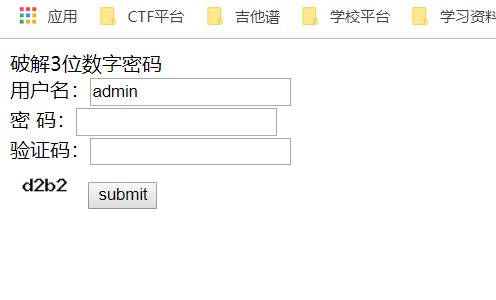 应用 CTF平台 吉他谱 学校平台 学习资料
破解3位数字密码
用户名：admin
密 码：
验证码：
d2b2 submit